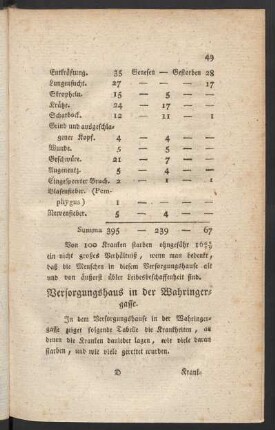 49
Entkräftung. 35 Genesen — Gestorben 28
Lungensucht. 27 — — — 17
Skropheln. 15 — 5 — —
Krätze. 24 — 17 — —
Scharbock. 12 — 11 — 1
Grind und ausgeschla-
gener Kopf. 4 — 4 — —
Wunde. 5 — 5 — —
Geschwüre. 21 — 7 — —
Augenentz. 5 — 4 — —
Eingesperrter Bruch. 2 — 1 — 1
Blasenfieber. (Pem-
phygus) 1 — — — —
Nervenfieber. 5 — 4 — —
Summa 395 — 239 — 67
Von 100 Kranken starben ohngefähr
ein nicht großes Verhältniß, wenn man bedenkt,
daß die Menschen in diesem Versorgungshaus alt
und von äußerst übler Leibesbeschaffenheit sind.
Versorgungshaus in der Wahringer-
gasse.
In dem Versorgungshause in der Wahringer-
gasse zeiget folgende Tabelle die Krankheiten, an
denen die Kranken darnieder lagen, wie viele daran
starben, und wie viele gerettet wurden.
D Krank-